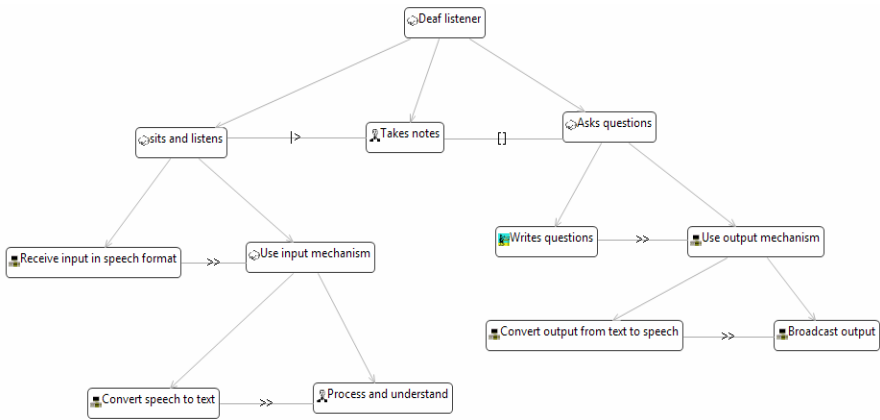 Deaf listener
sits and listens
|>
Takes notes
[]
Asks questions
Receive input in speech format
>>
Use input mechanism
Writes questions
>>
Use output mechanism
Convert output from text to speech
>>
Broadcast output
Convert speech to text
>>
Process and understand